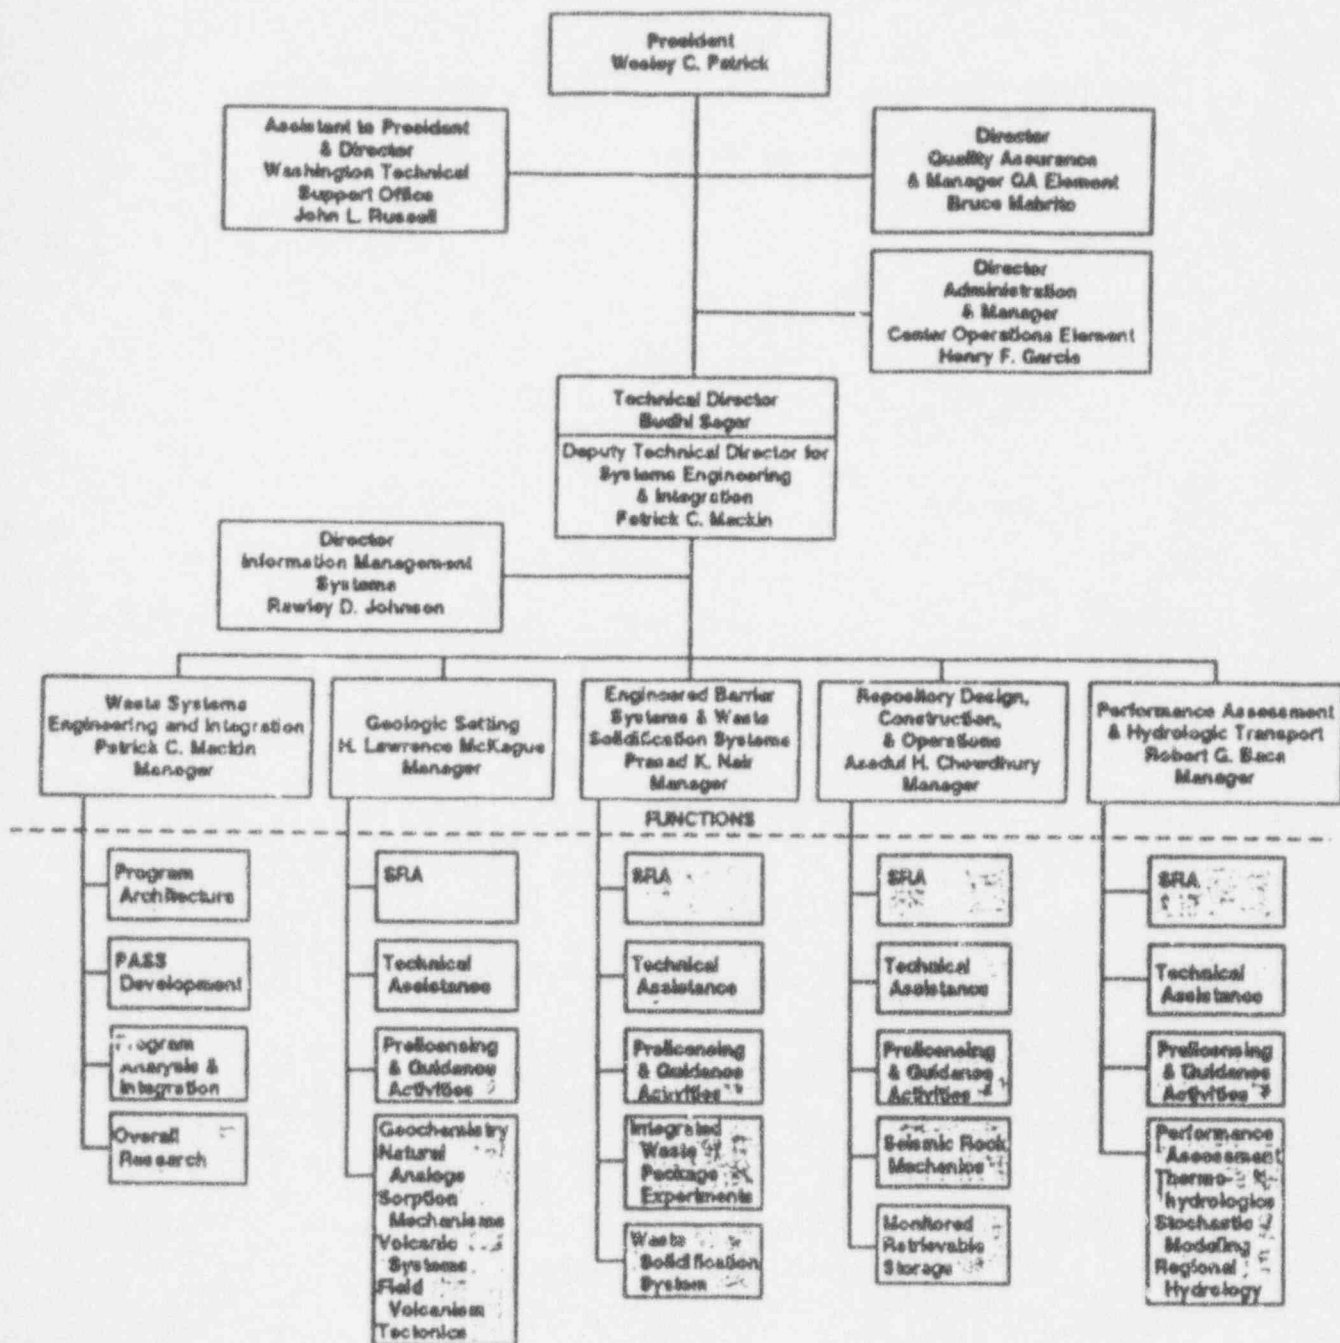 President
Wesley C. Patrick
Assistant to President
& Director
Washington Technical
Support Office
John L. Russell
Director
Quality Assurance
& Manager QA Element
Bruce Mabrito
Director
Administration
& Manager
Center Operations Element
Henry F. Garcia
Technical Director
Budhi Sagar
Deputy Technical Director for
Systems Engineering
& Integration
Patrick C. Mackin
Director
Information Management
Systems
Rawley D. Johnson
Waste Systems
Engineering and Integration
Patrick C. Mackin
Manager
Geologic Setting
H. Lawrence McKague
Manager
Engineered Barrier
Systems & Waste
Solidification Systems
Prasad K. Nair
Manager
Repository Design,
Construction,
& Operations
Asadul H. Chowdhury
Manager
Performance Assessment
& Hydrologic Transport
Robert G. Baca
Manager
FUNCTIONS
Program
Architecture
PASS
Development
Program
Analysis &
Integration
Overall
Research
SRA
Technical
Assistance
Prelicensing
& Guidance
Activities
Geochemistry
Natural
Analogs
Sorption
Mechanisms
Volcanic
Systems
Field
Volcanism
Tectonics
SRA
Technical
Assistance
Prelicensing
& Guidance
Activities
Integrated
Waste
Package
Experiments
Waste
Solidification
System
SRA
Technical
Assistance
Prelicensing
& Guidance
Activities
Seismic Rock
Mechanics
Monitored
Retrievable
Storage
SRA
Technical
Assistance
Prelicensing
& Guidance
Activities
Performance
Assessment
Thermo-
hydrologics
Stochastic
Modeling
Regional
Hydrology